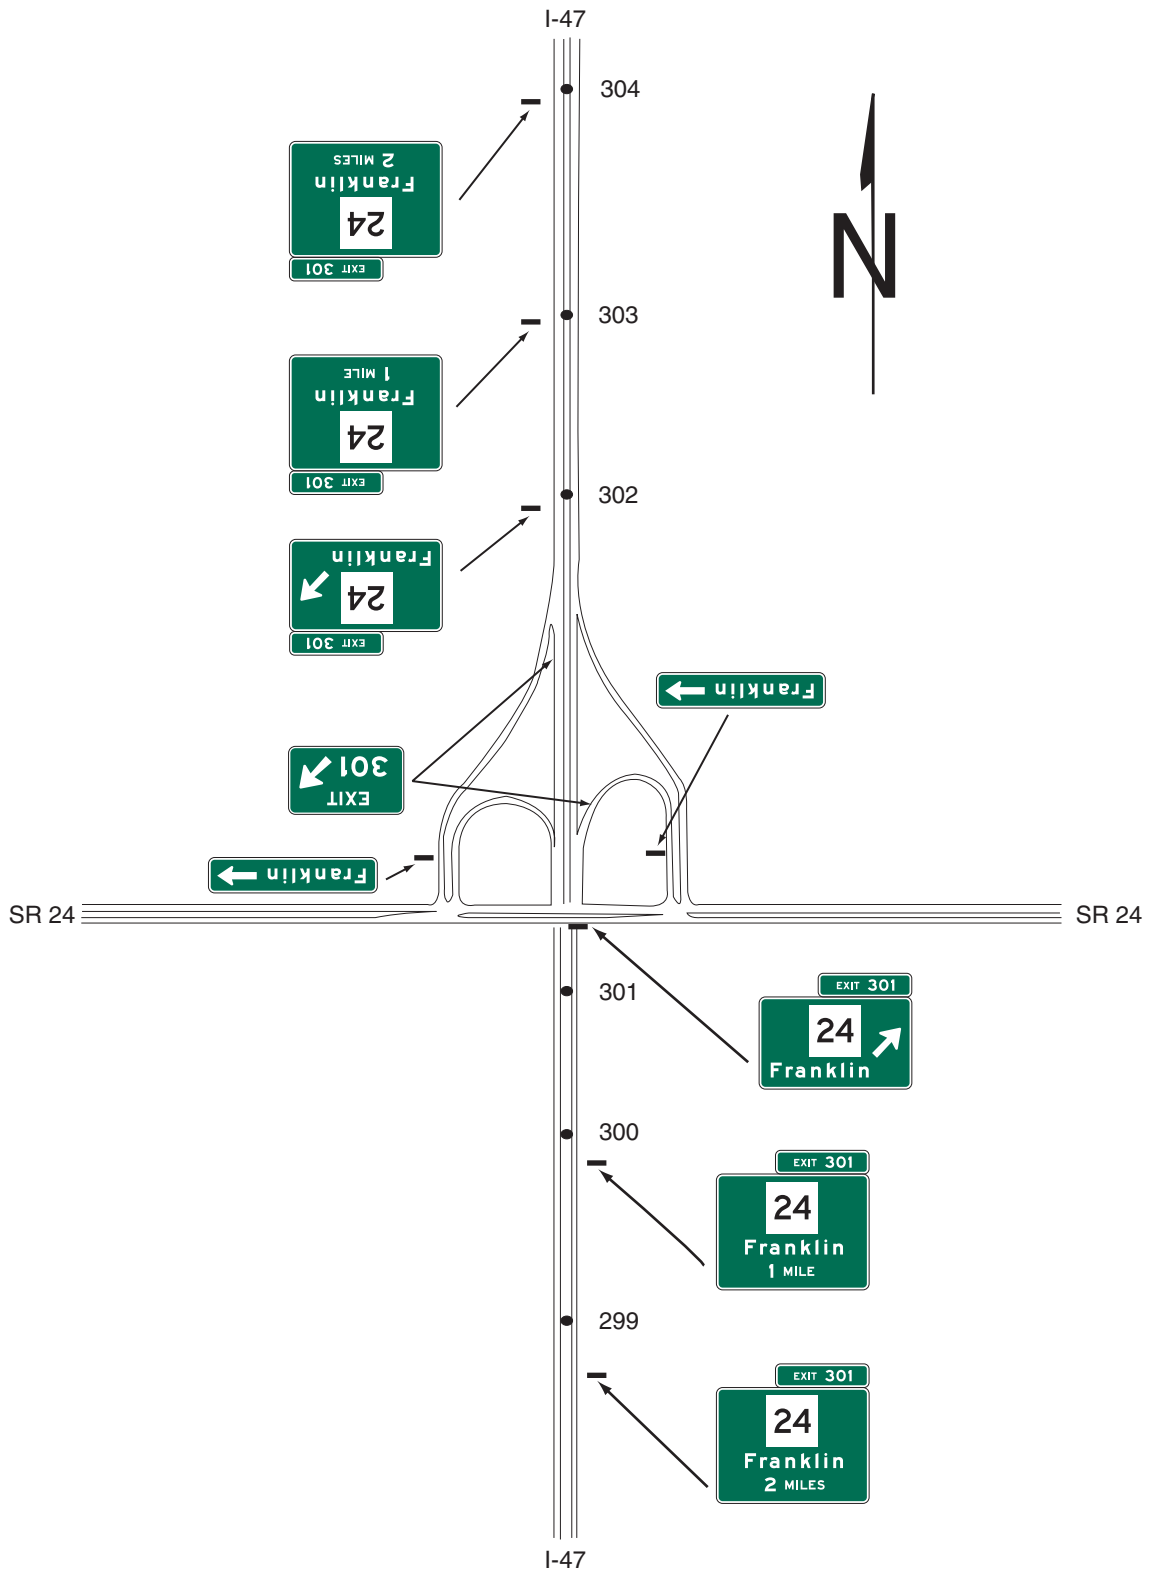 I-47
304
EXIT 301
24
Franklin
2 MILES
N
303
EXIT 301
24
Franklin
1 MILE
302
EXIT 301
24
Franklin
Franklin
EXIT
301
Franklin
SR 24
SR 24
301
EXIT 301
24
Franklin
300
EXIT 301
24
Franklin
1 MILE
299
EXIT 301
24
Franklin
2 MILES
I-47